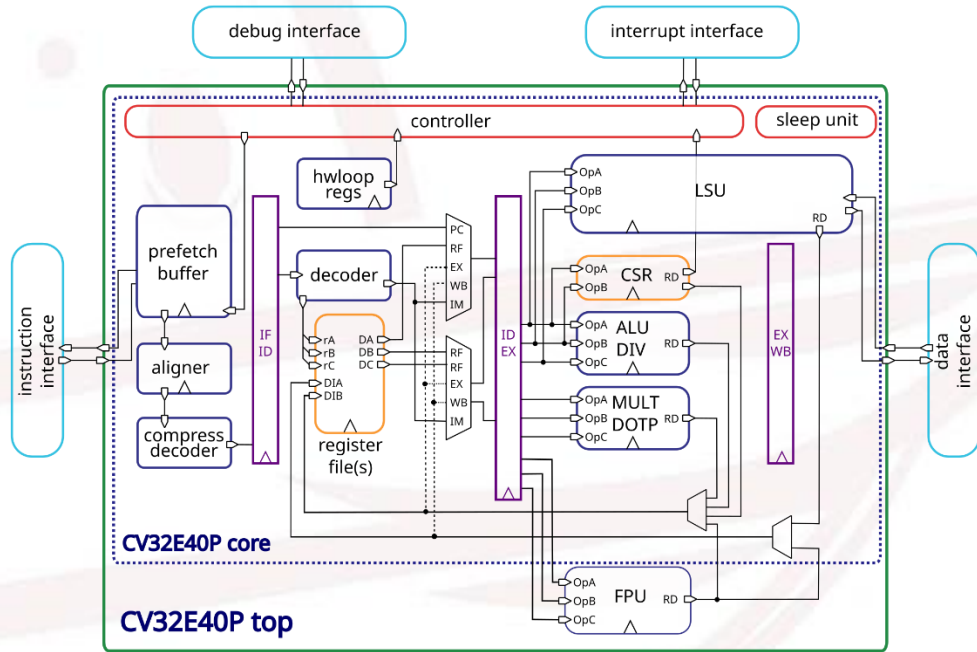 debug interface
interrupt interface
controller
sleep unit
hwloop
regs
OpA
OpB
OpC
LSU
RD
prefetch
buffer
decoder
PC
RF
EX
WB
IM
OpA
OpB
CSR
RD
instruction
interface
IF
ID
rA
rB
rC
DIA
DIB
DA
DB
DC
register
file(s)
RF
RF
EX
WB
IM
ID
EX
OpA
OpB
OpC
ALU
DIV
RD
EX
WB
data
interface
aligner
compress
decoder
OpA
OpB
OpC
MULT
DOTP
RD
CV32E40P core
OpA
OpB
OpC
FPU
RD
CV32E40P top